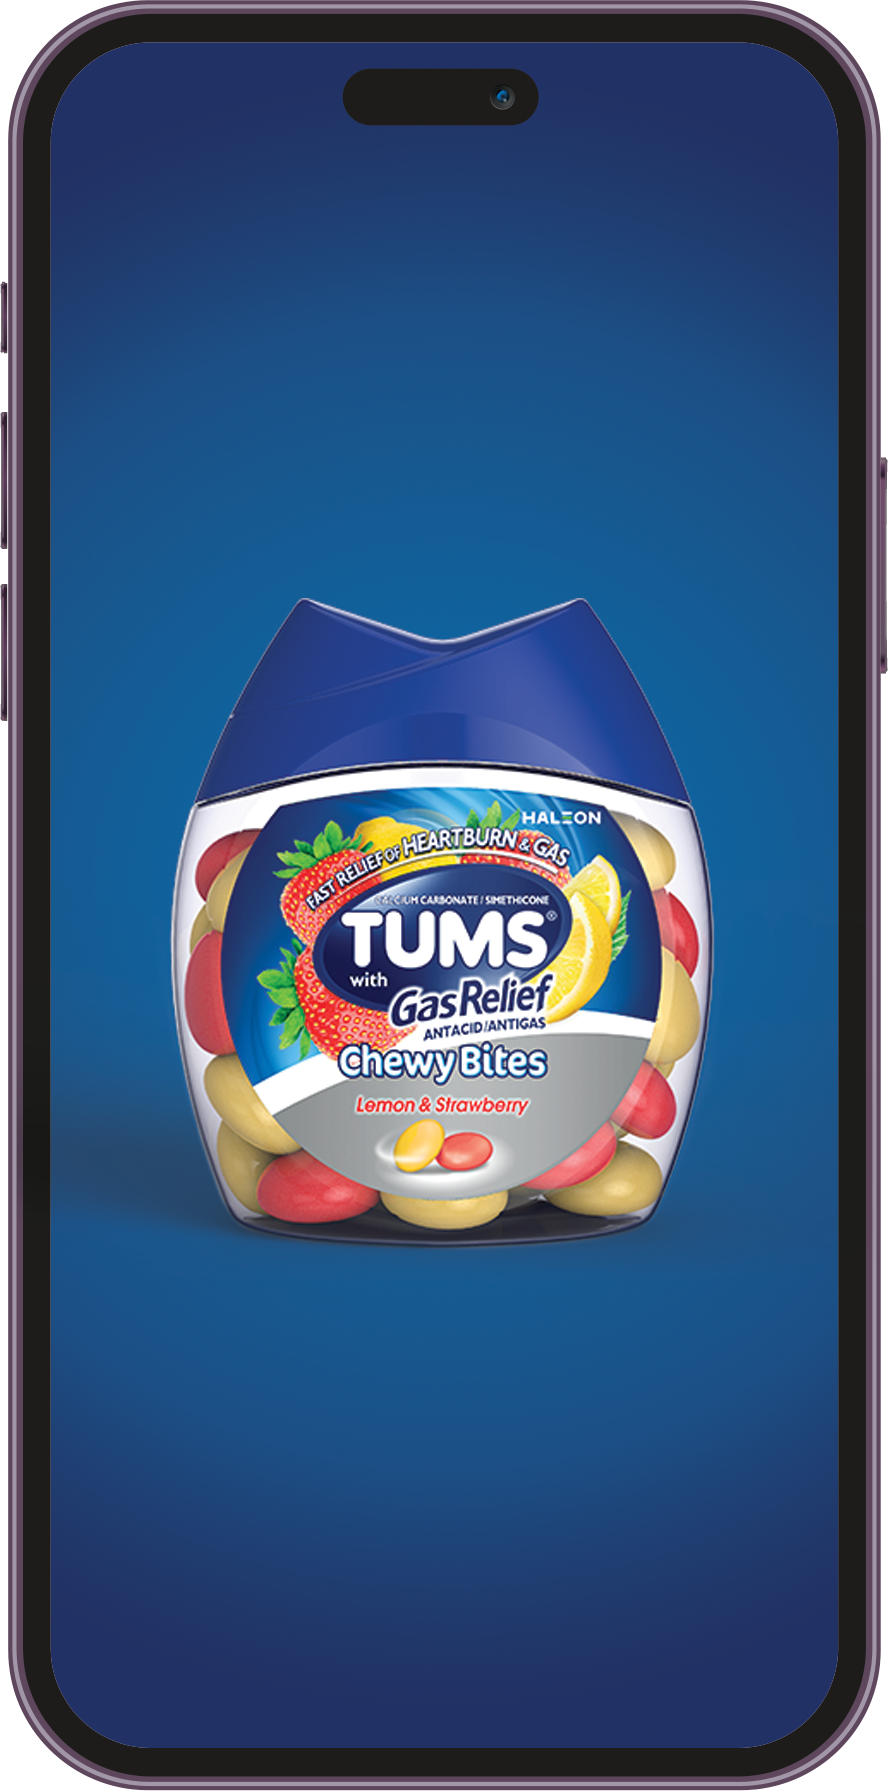 HALEON
FAST RELIEF OF HEARTBURN & GAS
CALCIUM CARBONATE / SIMETHICONE
TUMS®
with
GasRelief
ANTACID/ANTIGAS
Chewy Bites
Lemon & Strawberry